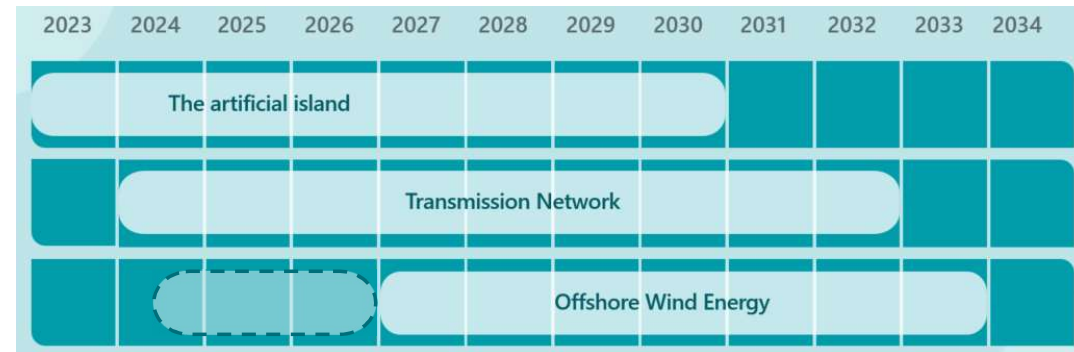 2023 2024 2025 2026 2027 2028 2029 2030 2031 2032 2033 2034
The artificial island
Transmission Network
Offshore Wind Energy